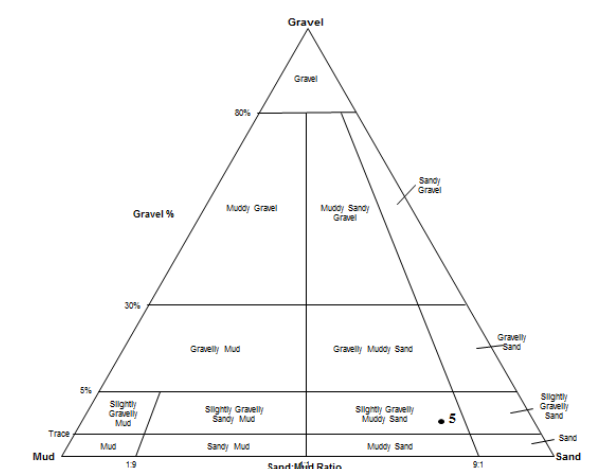 Gravel
Gravel
80%
Sandy
Gravel
Muddy Gravel
Muddy Sandy
Gravel
Gravel %
30%
Gravelly
Sand
Gravelly Mud
Gravelly Muddy Sand
5%
Slightly
Gravelly
Mud
Slightly Gravelly
Sandy Mud
Slightly Gravelly
Muddy Sand
5
Slightly
Gravelly
Sand
Trace
Mud
Sandy Mud
Muddy Sand
Sand
Mud
1:9
Sand:Mud Ratio
9:1
Sand